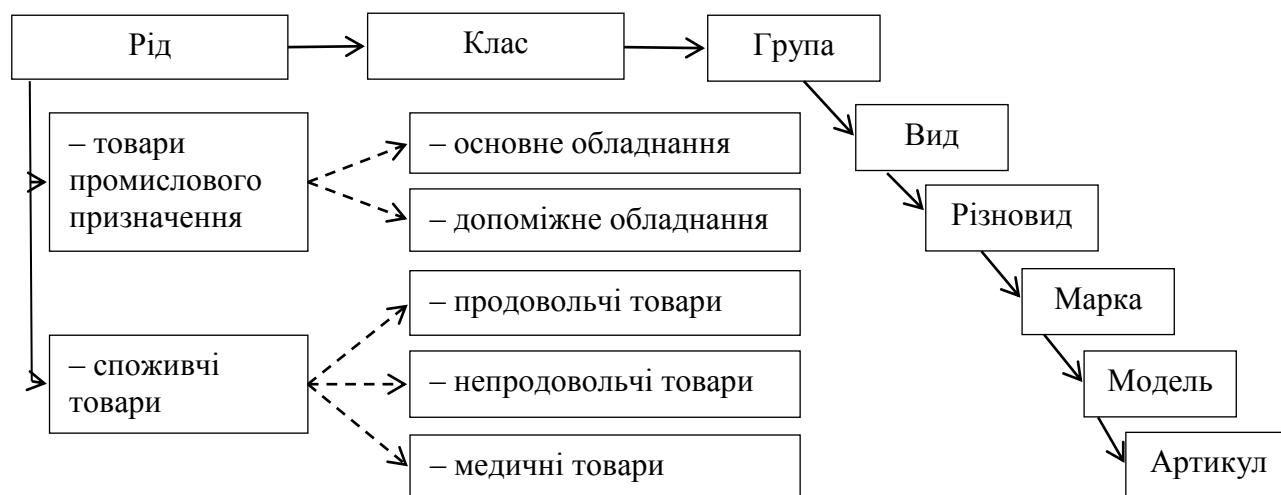 Рід
Клас
Група
– товари
промислового
призначення
– основне обладнання
– допоміжне обладнання
– споживчі
товари
– продовольчі товари
– непродовольчі товари
– медичні товари
Вид
Різновид
Марка
Модель
Артикул